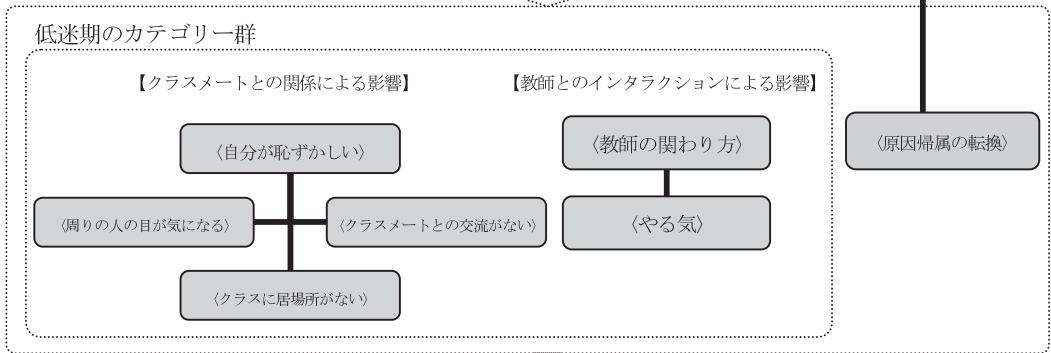 低迷期のカテゴリー群
【クラスメートとの関係による影響】
【教師とのインタラクションによる影響】
〈自分が恥ずかしい〉
〈教師の関わり方〉
〈原因帰属の転換〉
〈周りの人の目が気になる〉
〈クラスメートとの交流がない〉
〈やる気〉
〈クラスに居場所がない〉